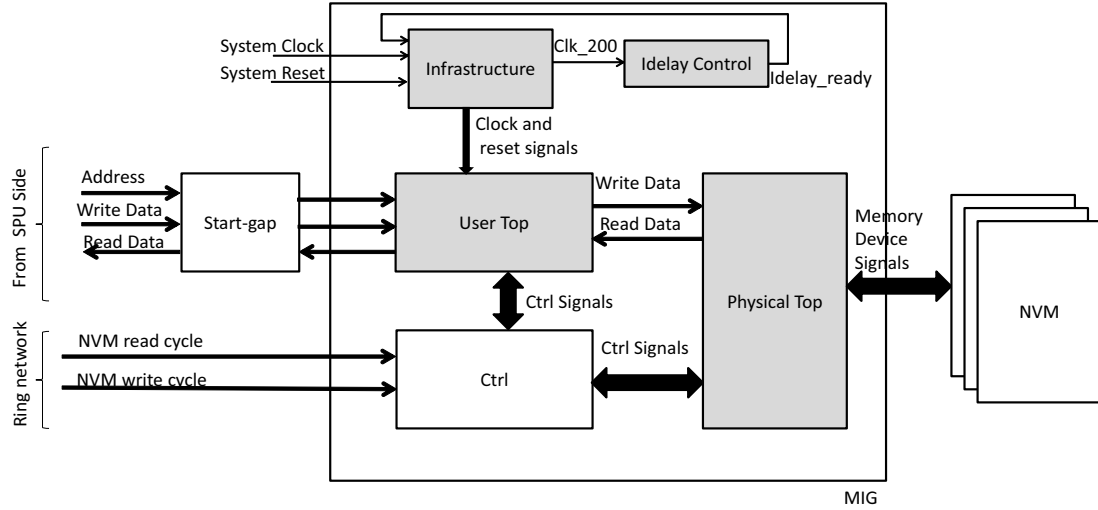 System Clock
System Reset
Infrastructure
Clk_200
Idelay Control
Idelay_ready
Clock and
reset signals
From SPU Side
Address
Write Data
Read Data
Start-gap
User Top
Write Data
Read Data
Physical Top
Memory
Device
Signals
NVM
Ctrl Signals
Ring network
NVM read cycle
NVM write cycle
Ctrl
Ctrl Signals
MIG